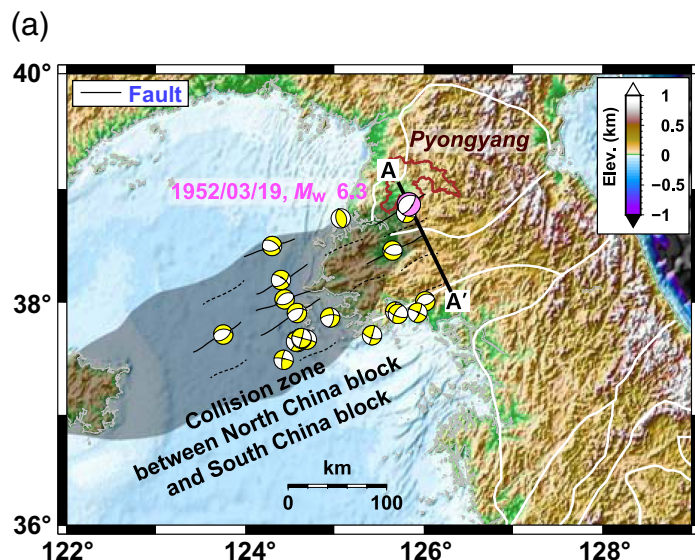 (a)
40°
Fault
Elev. (km)
1
0.5
0
−0.5
−1
Pyongyang
A
1952/03/19, Mw 6.3
38°
A′
Collision zone
between North China block
and South China block
km
0 100
36°
122° 124° 126° 128°